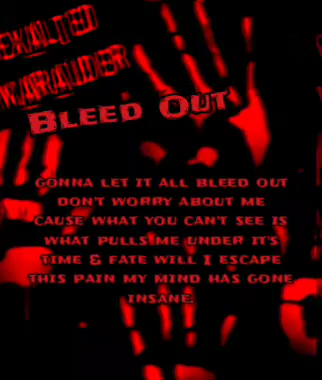 EXALTED
WARAUDER
BLEED OUT
GONNA LET IT ALL BLEED OUT
DON'T WORRY ABOUT ME
CAUSE WHAT YOU CAN'T SEE IS
WHAT PULLS ME UNDER IT'S
TIME & FATE WILL I ESCAPE
THIS PAIN MY MIND HAS GONE
INSANE.